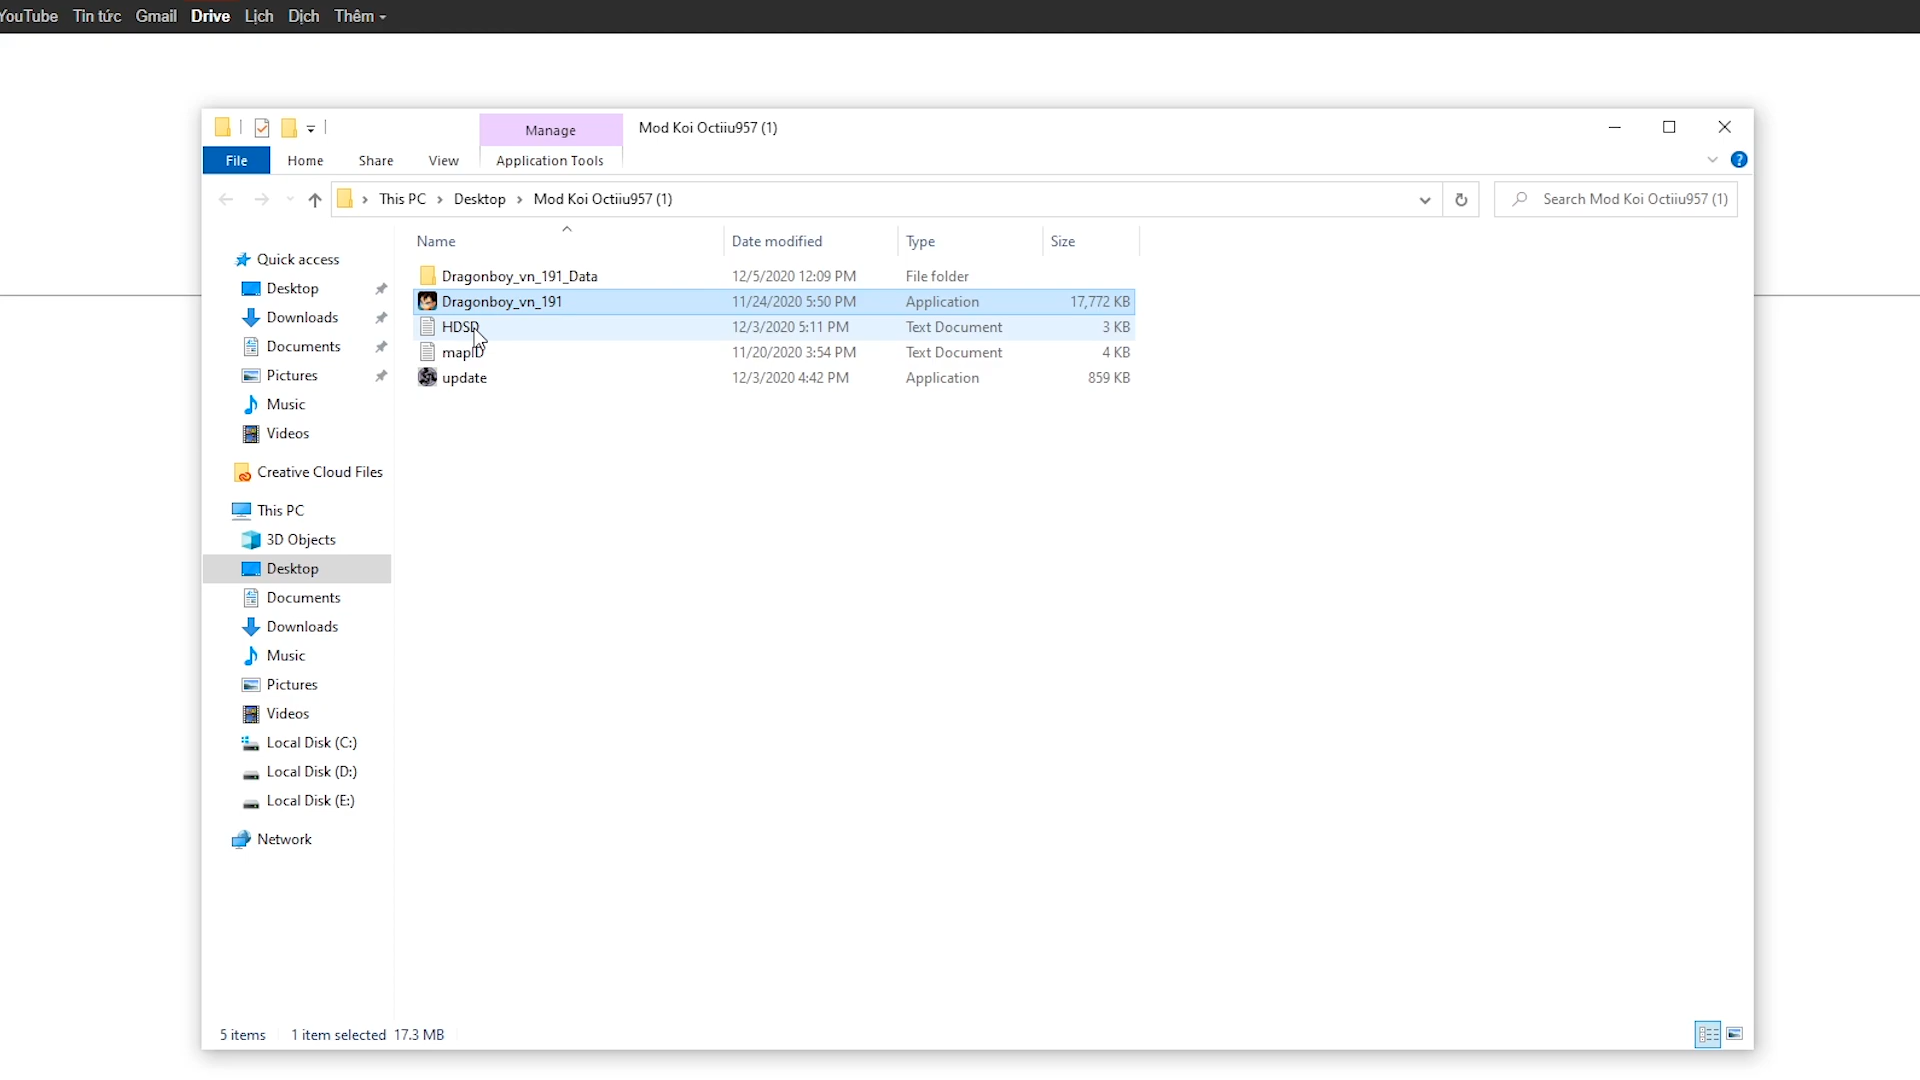 YouTube Tin tức Gmail Drive Lịch Dịch Thêm
Manage Mod Koi Octiiu957 (1)
File Home Share View Application Tools
This PC Desktop Mod Koi Octiiu957 (1) Search Mod Koi Octiiu957 (1)
Name Date modified Type Size
Dragonboy_vn_191_Data 12/5/2020 12:09 PM File folder
Dragonboy_vn_191 11/24/2020 5:50 PM Application 17,772 KB
HDSD 12/3/2020 5:11 PM Text Document 3 KB
mapID 11/20/2020 3:54 PM Text Document 4 KB
update 12/3/2020 4:42 PM Application 859 KB
Quick access
Desktop
Downloads
Documents
Pictures
Music
Videos
Creative Cloud Files
This PC
3D Objects
Desktop
Documents
Downloads
Music
Pictures
Videos
Local Disk (C:)
Local Disk (D:)
Local Disk (E:)
Network
5 items 1 item selected 17.3 MB